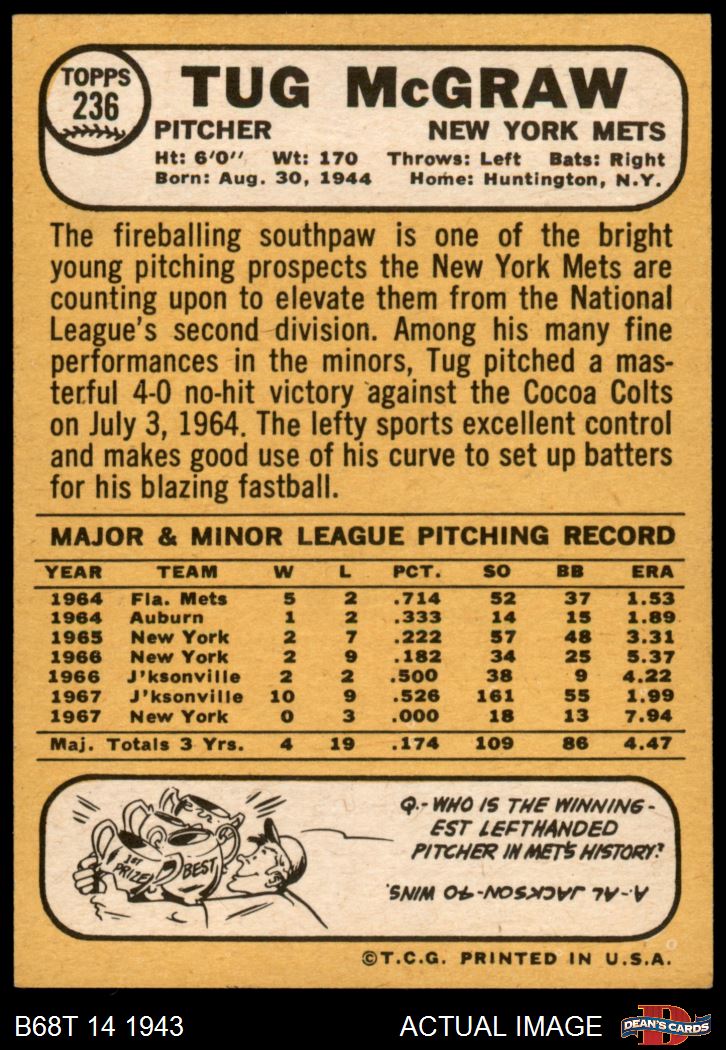 TOPPS
236
TUG McGRAW
PITCHER NEW YORK METS
Ht: 6'0" Wt: 170 Throws: Left Bats: Right
Born: Aug. 30, 1944 Home: Huntington, N.Y.
The fireballing southpaw is one of the bright
young pitching prospects the New York Mets are
counting upon to elevate them from the National
League's second division. Among his many fine
performances in the minors, Tug pitched a mas-
terful 4-0 no-hit victory against the Cocoa Colts
on July 3, 1964. The lefty sports excellent control
and makes good use of his curve to set up batters
for his blazing fastball.
MAJOR & MINOR LEAGUE PITCHING RECORD
YEAR TEAM W L PCT. SO BB ERA
1964 Fla. Mets 5 2 .714 52 37 1.53
1964 Auburn 1 2 .333 14 15 1.89
1965 New York 2 7 .222 57 48 3.31
1966 New York 2 9 .182 34 25 5.37
1966 J'ksonville 2 2 .500 38 9 4.22
1967 J'ksonville 10 9 .526 161 55 1.99
1967 New York 0 3 .000 18 13 7.94
Maj. Totals 3 Yrs. 4 19 .174 109 86 4.47
1ST PRIZE!
BEST
Q.-WHO IS THE WINNING-
EST LEFTHANDED
PITCHER IN MET'S HISTORY?
A.-AL JACKSON-40 WINS.
©T.C.G. PRINTED IN U.S.A.
B68T 14 1943 ACTUAL IMAGE
D
DEAN'S CARDS